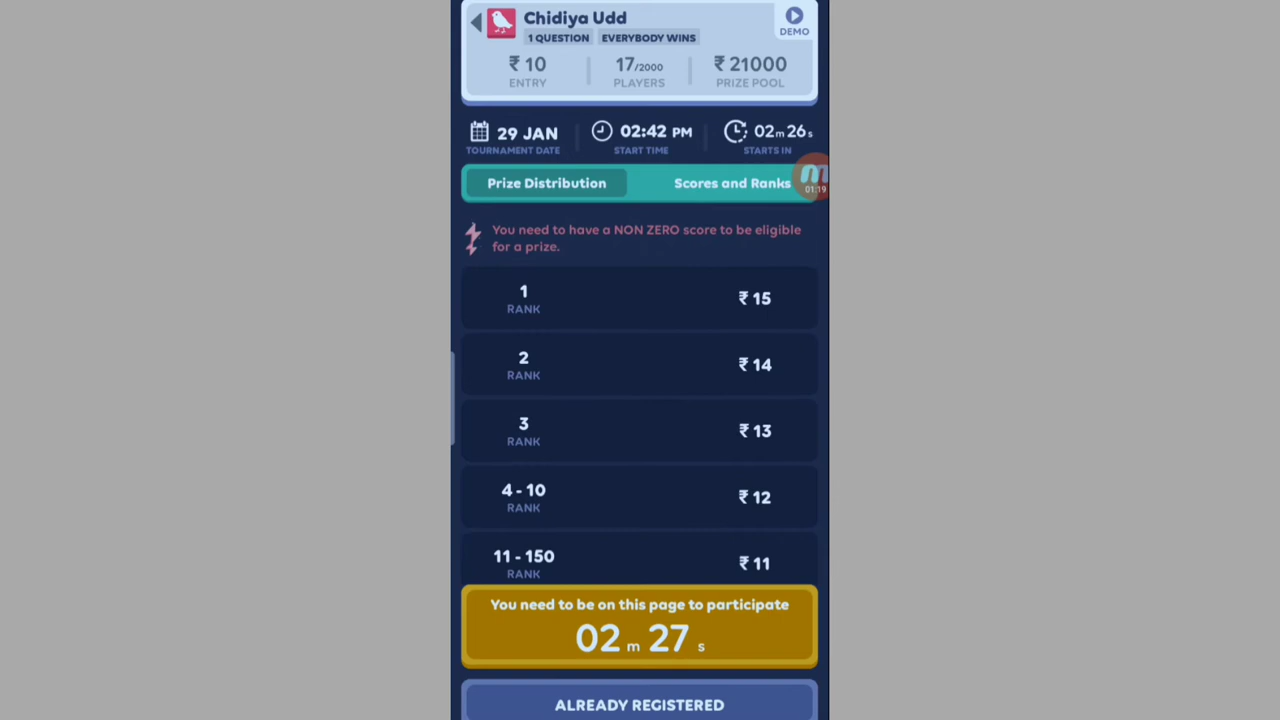 Chidiya Udd
1 QUESTION EVERYBODY WINS
DEMO
₹ 10 17/2000 ₹ 21000
ENTRY PLAYERS PRIZE POOL
29 JAN 02:42 PM 02m 26s
TOURNAMENT DATE START TIME STARTS IN
Prize Distribution Scores and Ranks
01:19
You need to have a NON ZERO score to be eligible
for a prize.
1 ₹ 15
RANK
2 ₹ 14
RANK
3 ₹ 13
RANK
4 - 10 ₹ 12
RANK
11 - 150 ₹ 11
RANK
You need to be on this page to participate
02 m 27 s
ALREADY REGISTERED